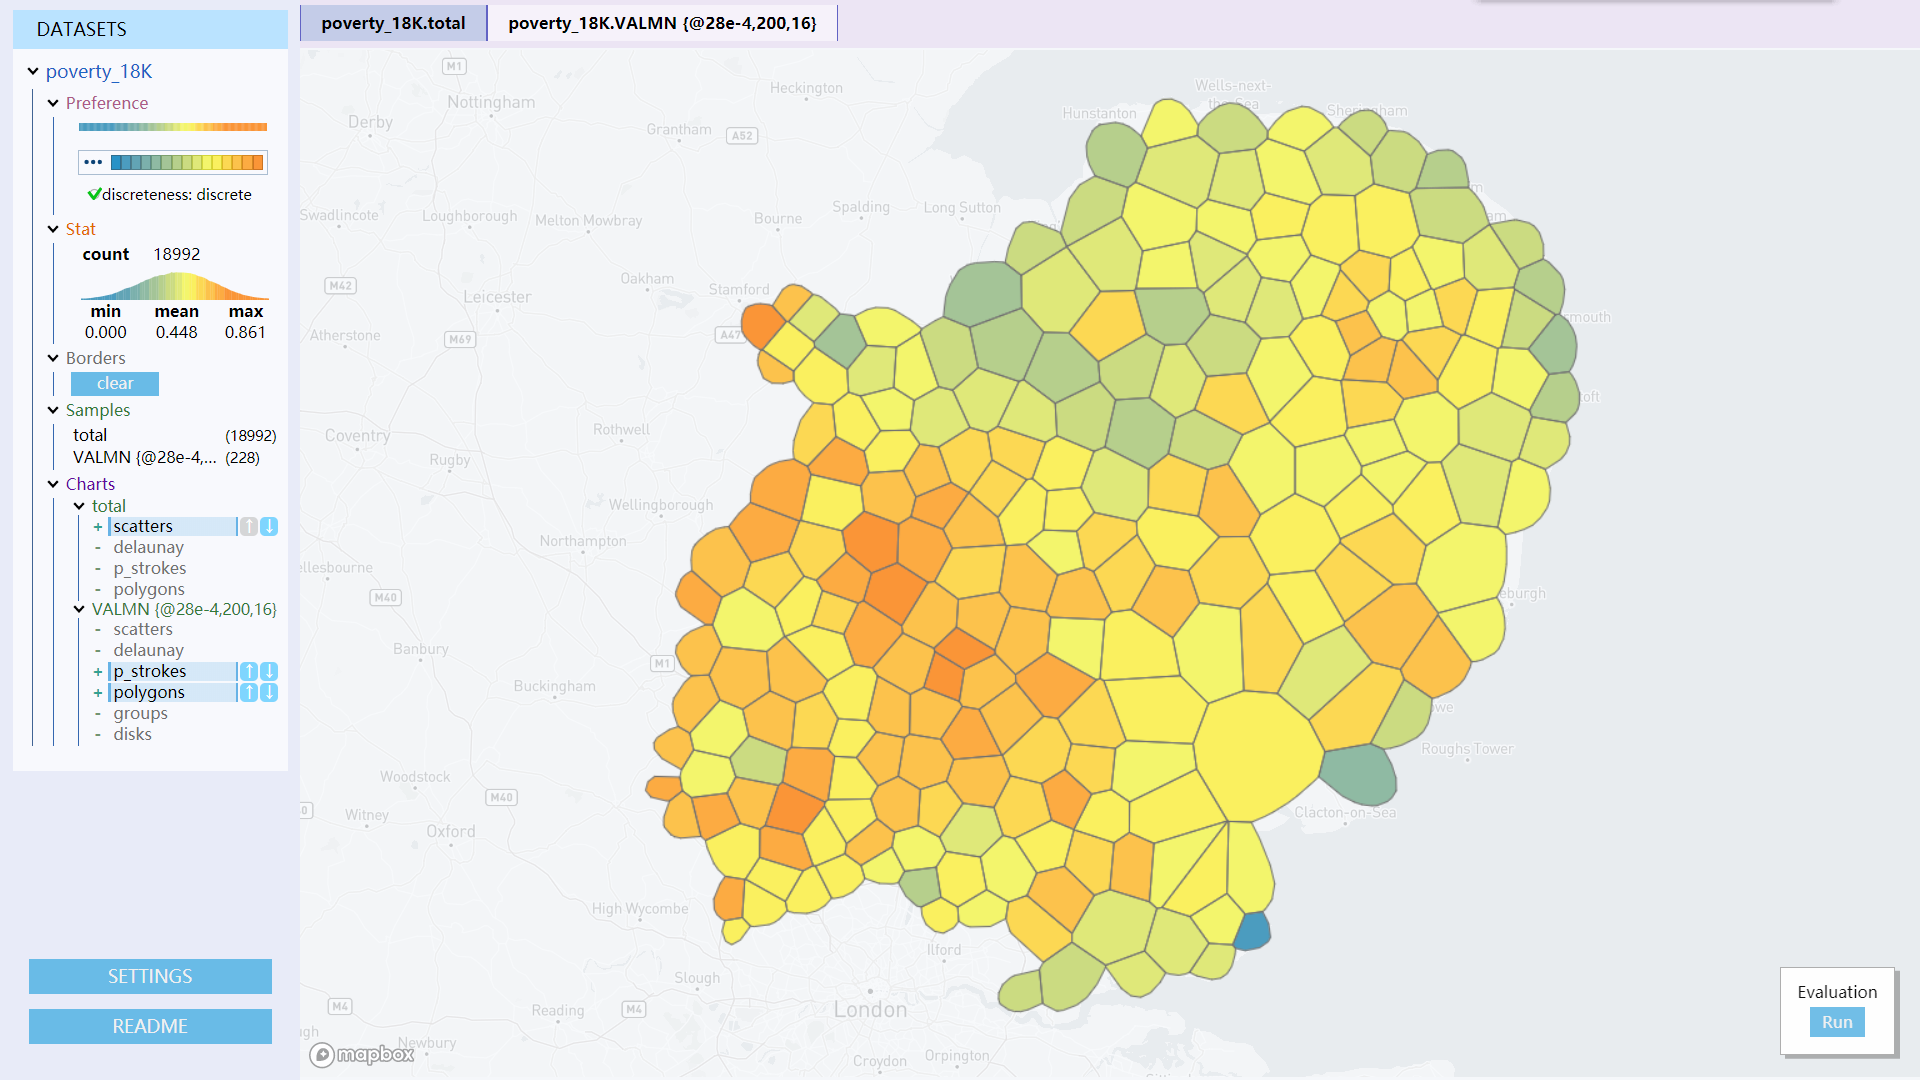 DATASETS
poverty_18K
Preference
discreteness: discrete
Stat
count 18992
min mean max
0.000 0.448 0.861
Borders
clear
Samples
total (18992)
VALMN {@28e-4,... (228)
Charts
total
+ scatters ↑ ↓
- delaunay
- p_strokes
- polygons
VALMN {@28e-4,200,16}
- scatters
- delaunay
+ p_strokes ↑ ↓
+ polygons ↑ ↓
- groups
- disks
SETTINGS
README
poverty_18K.total
poverty_18K.VALMN {@28e-4,200,16}
M1
Nottingham
Heckington
Wells-next-
the-Sea
Hunstanton
Sheringham
Derby
Grantham
A52
Swadlincote
Loughborough
Melton Mowbray
Bourne
Spalding
Long Sutton
M42
Leicester
Oakham
Stamford
A47
Atherstone
M69
mouth
Coventry
Rothwell
Rugby
Wellingborough
Northampton
llesbourne
M40
eburgh
Banbury
M1
Buckingham
Roughs Tower
Woodstock
M40
Witney
Oxford
Clacton-on-Sea
High Wycombe
Ilford
Slough
London
M4
Reading
M4
Newbury
Croydon
Orpington
mapbox
Evaluation
Run